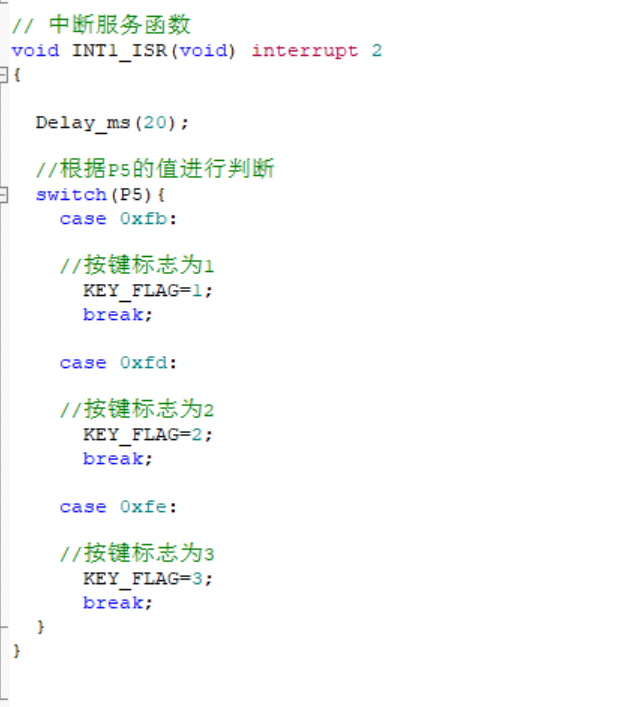 // 中断服务函数
void INT1_ISR(void) interrupt 2
{
Delay_ms(20);
//根据P5的值进行判断
switch(P5){
case 0xfb:
//按键标志为1
KEY_FLAG=1;
break;
case 0xfd:
//按键标志为2
KEY_FLAG=2;
break;
case 0xfe:
//按键标志为3
KEY_FLAG=3;
break;
}
}